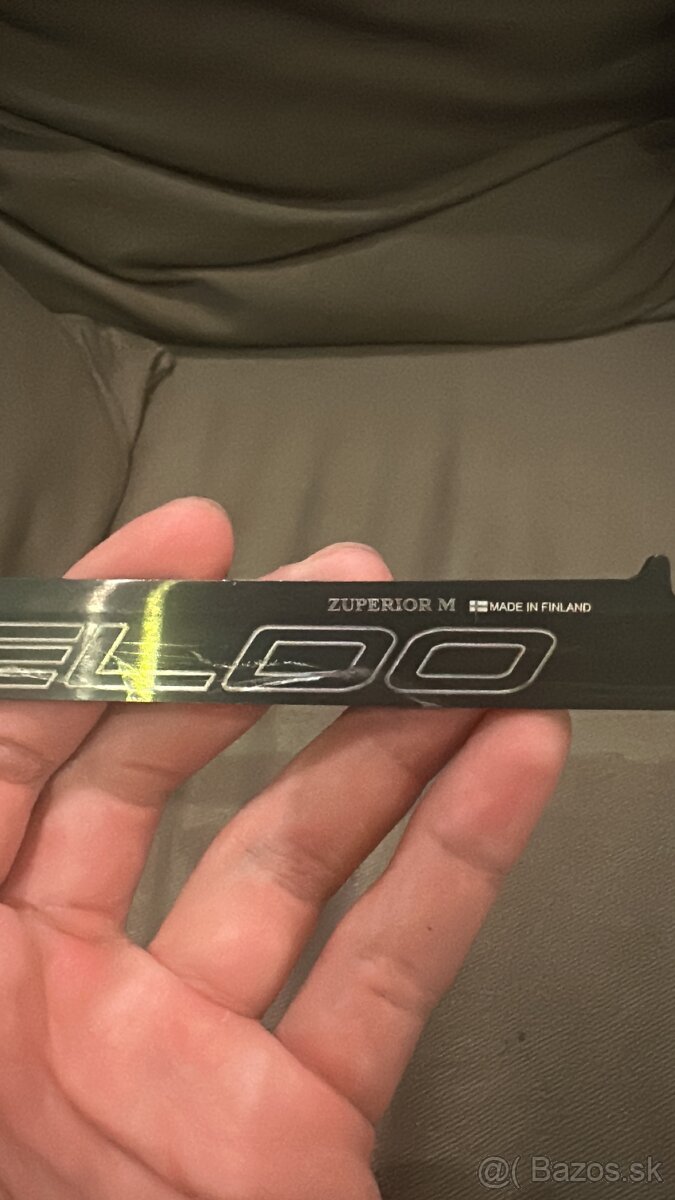 ZUPERIOR M MADE IN FINLAND
ELDO
@( Bazos.sk